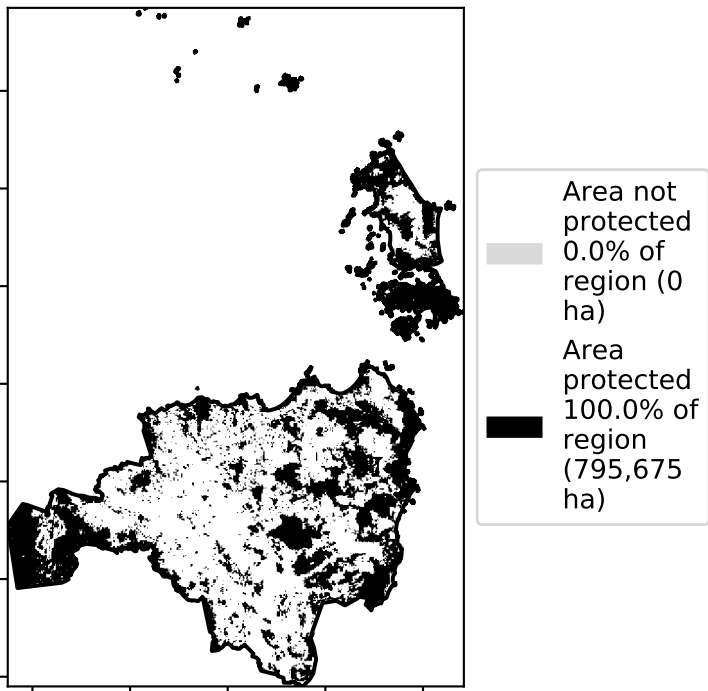 Area not
protected
0.0% of
region (0
ha)
Area
protected
100.0% of
region
(795,675
ha)